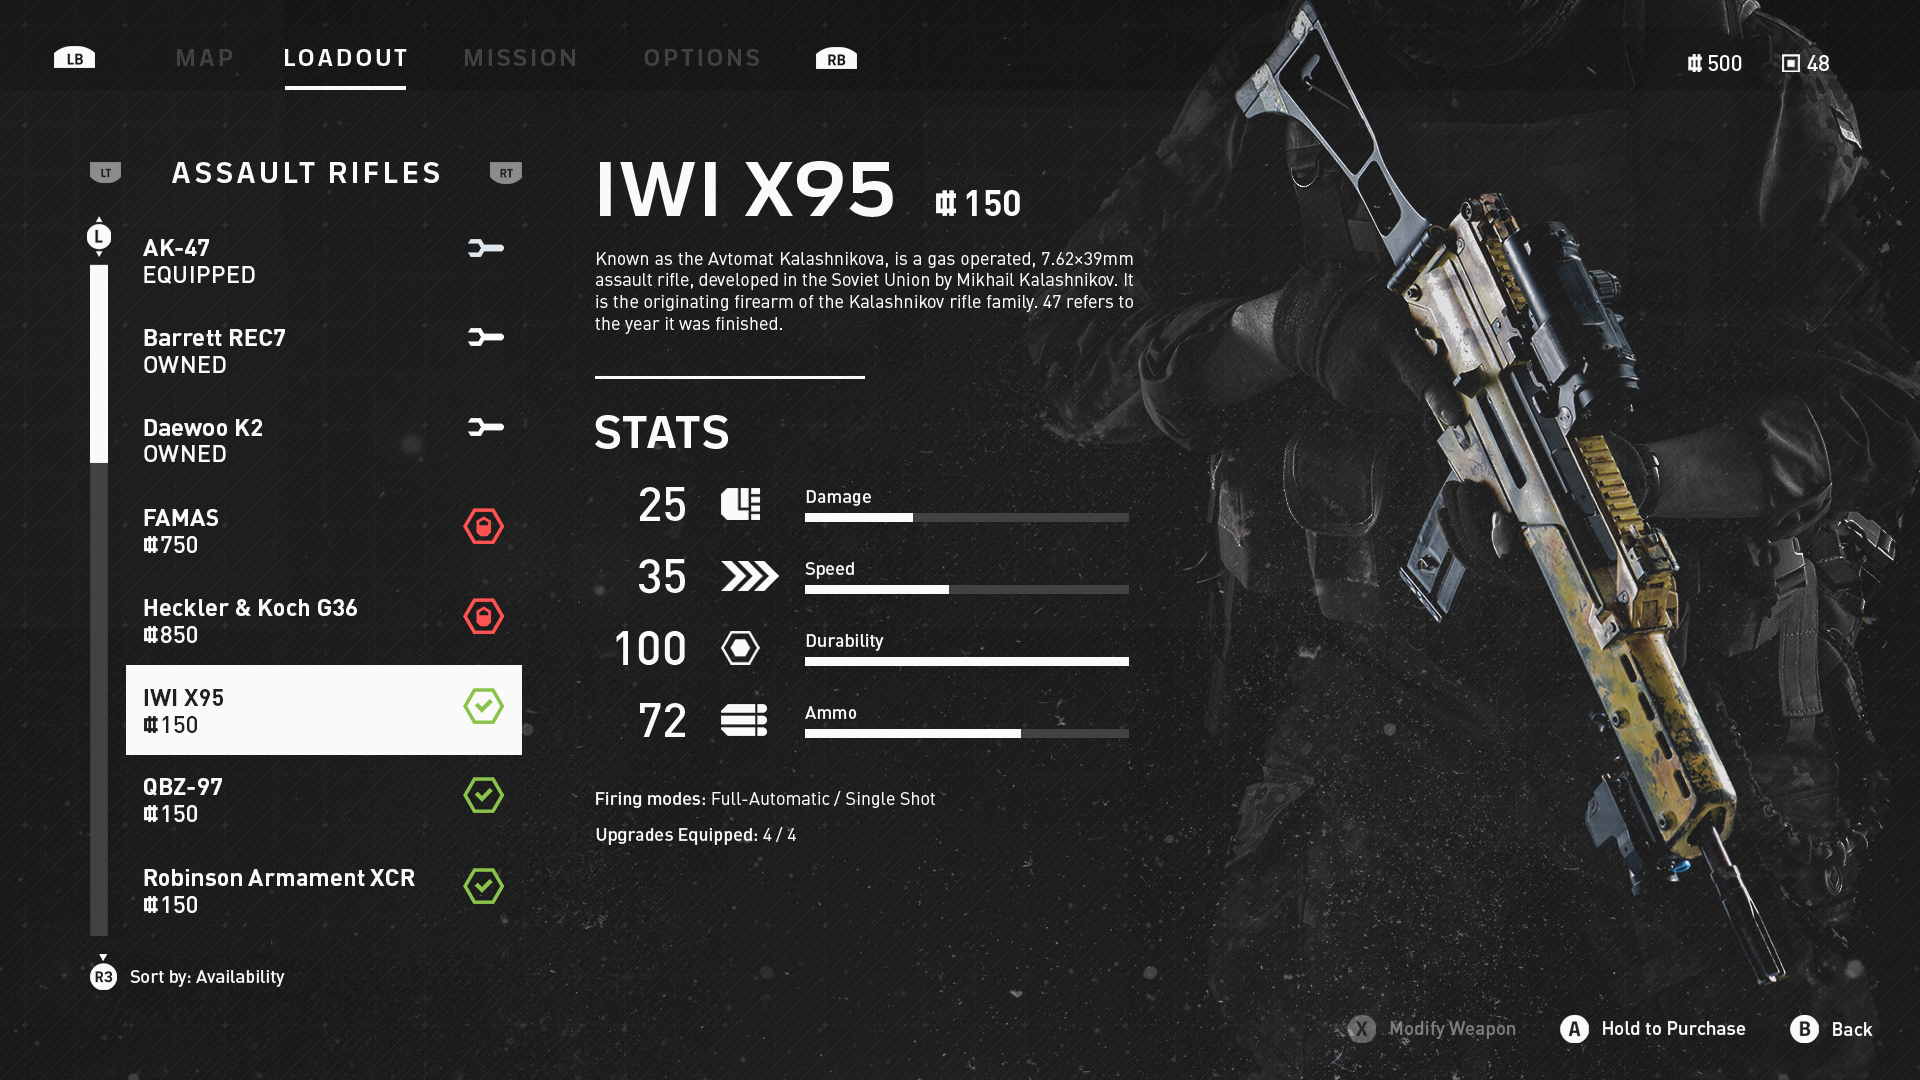 LB
MAP
LOADOUT
MISSION
OPTIONS
RB
500
48
LT
ASSAULT RIFLES
RT
L
AK-47
EQUIPPED
Barrett REC7
OWNED
Daewoo K2
OWNED
FAMAS
750
Heckler & Koch G36
850
IWI X95
150
QBZ-97
150
Robinson Armament XCR
150
R3 Sort by: Availability
IWI X95 150
Known as the Avtomat Kalashnikova, is a gas operated, 7.62×39mm
assault rifle, developed in the Soviet Union by Mikhail Kalashnikov. It
is the originating firearm of the Kalashnikov rifle family. 47 refers to
the year it was finished.
STATS
25 Damage
35 Speed
100 Durability
72 Ammo
Firing modes: Full-Automatic / Single Shot
Upgrades Equipped: 4 / 4
X Modify Weapon
A Hold to Purchase
B Back